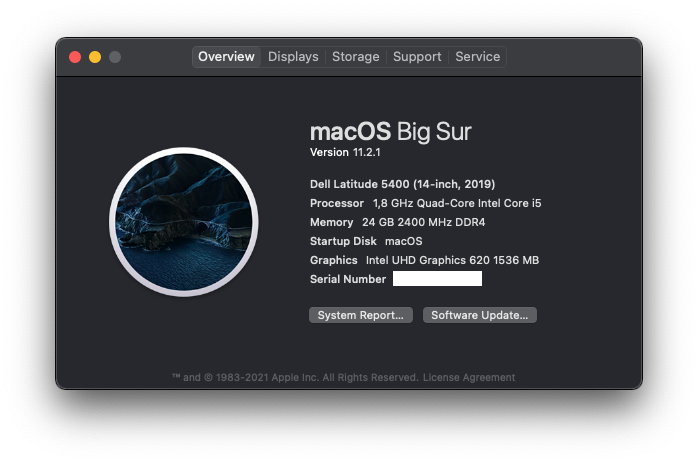 Overview Displays Storage Support Service
macOS Big Sur
Version 11.2.1
Dell Latitude 5400 (14-inch, 2019)
Processor 1,8 GHz Quad-Core Intel Core i5
Memory 24 GB 2400 MHz DDR4
Startup Disk macOS
Graphics Intel UHD Graphics 620 1536 MB
Serial Number
System Report... Software Update...
™ and © 1983-2021 Apple Inc. All Rights Reserved. License Agreement